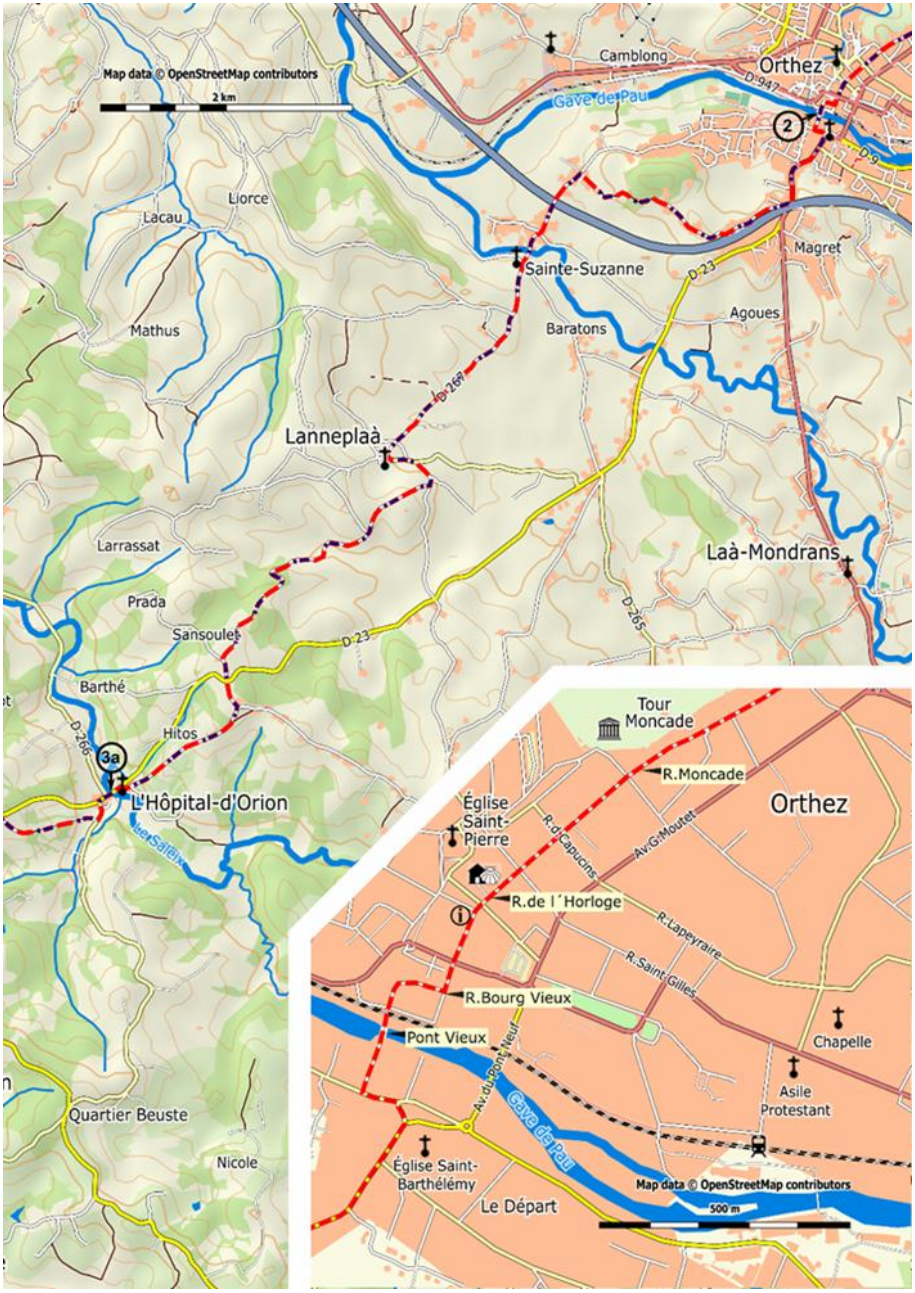 Camblong
Orthez
Map data © OpenStreetMap contributors
2 km
D-947
Gave de Pau
2
D-9
Liorce
Lacau
Magret
Sainte-Suzanne
D-23
Agoues
Mathus
Baratons
D-267
Lanneplaà
Larrassat
Laà-Mondrans
Prada
D-265
Sansoulet
D 23
Barthé
Hitos
D-266
3a
L'Hôpital-d'Orion
Le Saleix
Quartier Beuste
Nicole
Tour
Moncade
R.Moncade
Orthez
Église
Saint-
Pierre
R.d.Capucins
Av.G.Moutet
R.de l´Horloge
i
R.Lapeyraire
R.Saint Gilles
R.Bourg Vieux
Pont Vieux
Chapelle
Av.du Pont Neuf
Asile
Protestant
Gave de Pau
Église Saint-
Barthélémy
Le Départ
Map data © OpenStreetMap contributors
500 m